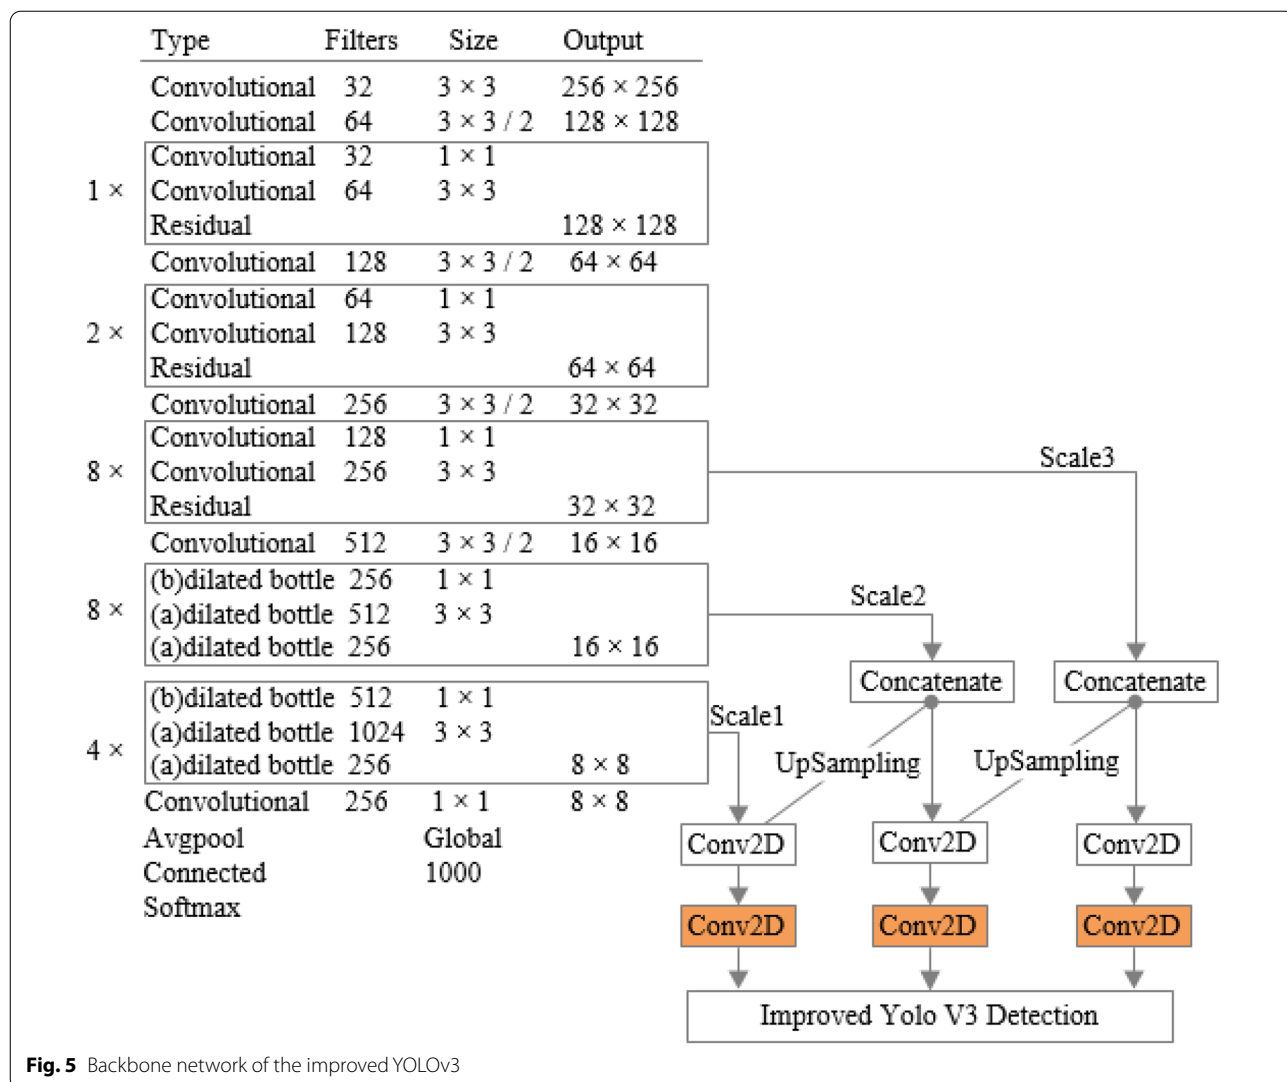 Type Filters Size Output
Convolutional 32 3 × 3 256 × 256
Convolutional 64 3 × 3 / 2 128 × 128
Convolutional 32 1 × 1
1 × Convolutional 64 3 × 3
Residual 128 × 128
Convolutional 128 3 × 3 / 2 64 × 64
Convolutional 64 1 × 1
2 × Convolutional 128 3 × 3
Residual 64 × 64
Convolutional 256 3 × 3 / 2 32 × 32
Convolutional 128 1 × 1
8 × Convolutional 256 3 × 3
Residual 32 × 32
Convolutional 512 3 × 3 / 2 16 × 16
(b)dilated bottle 256 1 × 1
8 × (a)dilated bottle 512 3 × 3
(a)dilated bottle 256 16 × 16
(b)dilated bottle 512 1 × 1
(a)dilated bottle 1024 3 × 3
4 × (a)dilated bottle 256 8 × 8
Convolutional 256 1 × 1 8 × 8
Avgpool Global
Connected 1000
Softmax
Scale3
Scale2
Concatenate Concatenate
Scale1
UpSampling UpSampling
Conv2D Conv2D Conv2D
Conv2D Conv2D Conv2D
Improved Yolo V3 Detection
Fig. 5 Backbone network of the improved YOLOv3